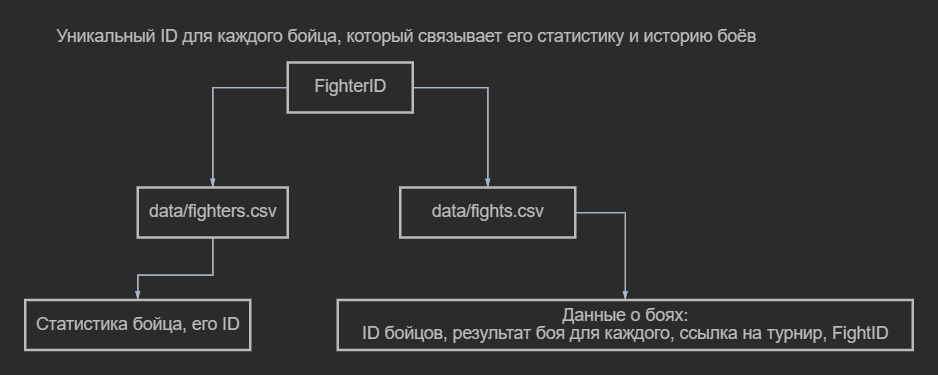 Уникальный ID для каждого бойца, который связывает его статистику и историю боёв
FighterID
data/fighters.csv
data/fights.csv
Статистика бойца, его ID
Данные о боях:
ID бойцов, результат боя для каждого, ссылка на турнир, FightID